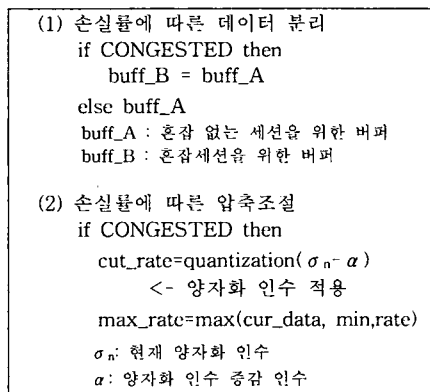 (1) 손실률에 따른 데이터 분리
if CONGESTED then
buff_B = buff_A
else buff_A
buff_A : 혼잡 없는 세션을 위한 버퍼
buff_B : 혼잡세션을 위한 버퍼
(2) 손실률에 따른 압축조절
if CONGESTED then
cut_rate=quantization(σn- α)
<- 양자화 인수 적용
max_rate=max(cur_data, min,rate)
σn: 현재 양자화 인수
α: 양자화 인수 증감 인수